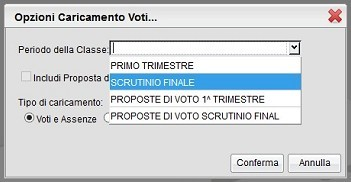 Opzioni Caricamento Voti...
Periodo della Classe:
PRIMO TRIMESTRE
Includi Proposta d
SCRUTINIO FINALE
Tipo di caricamento:
PROPOSTE DI VOTO 1^ TRIMESTRE
Voti e Assenze
PROPOSTE DI VOTO SCRUTINIO FINAL
Conferma
Annulla